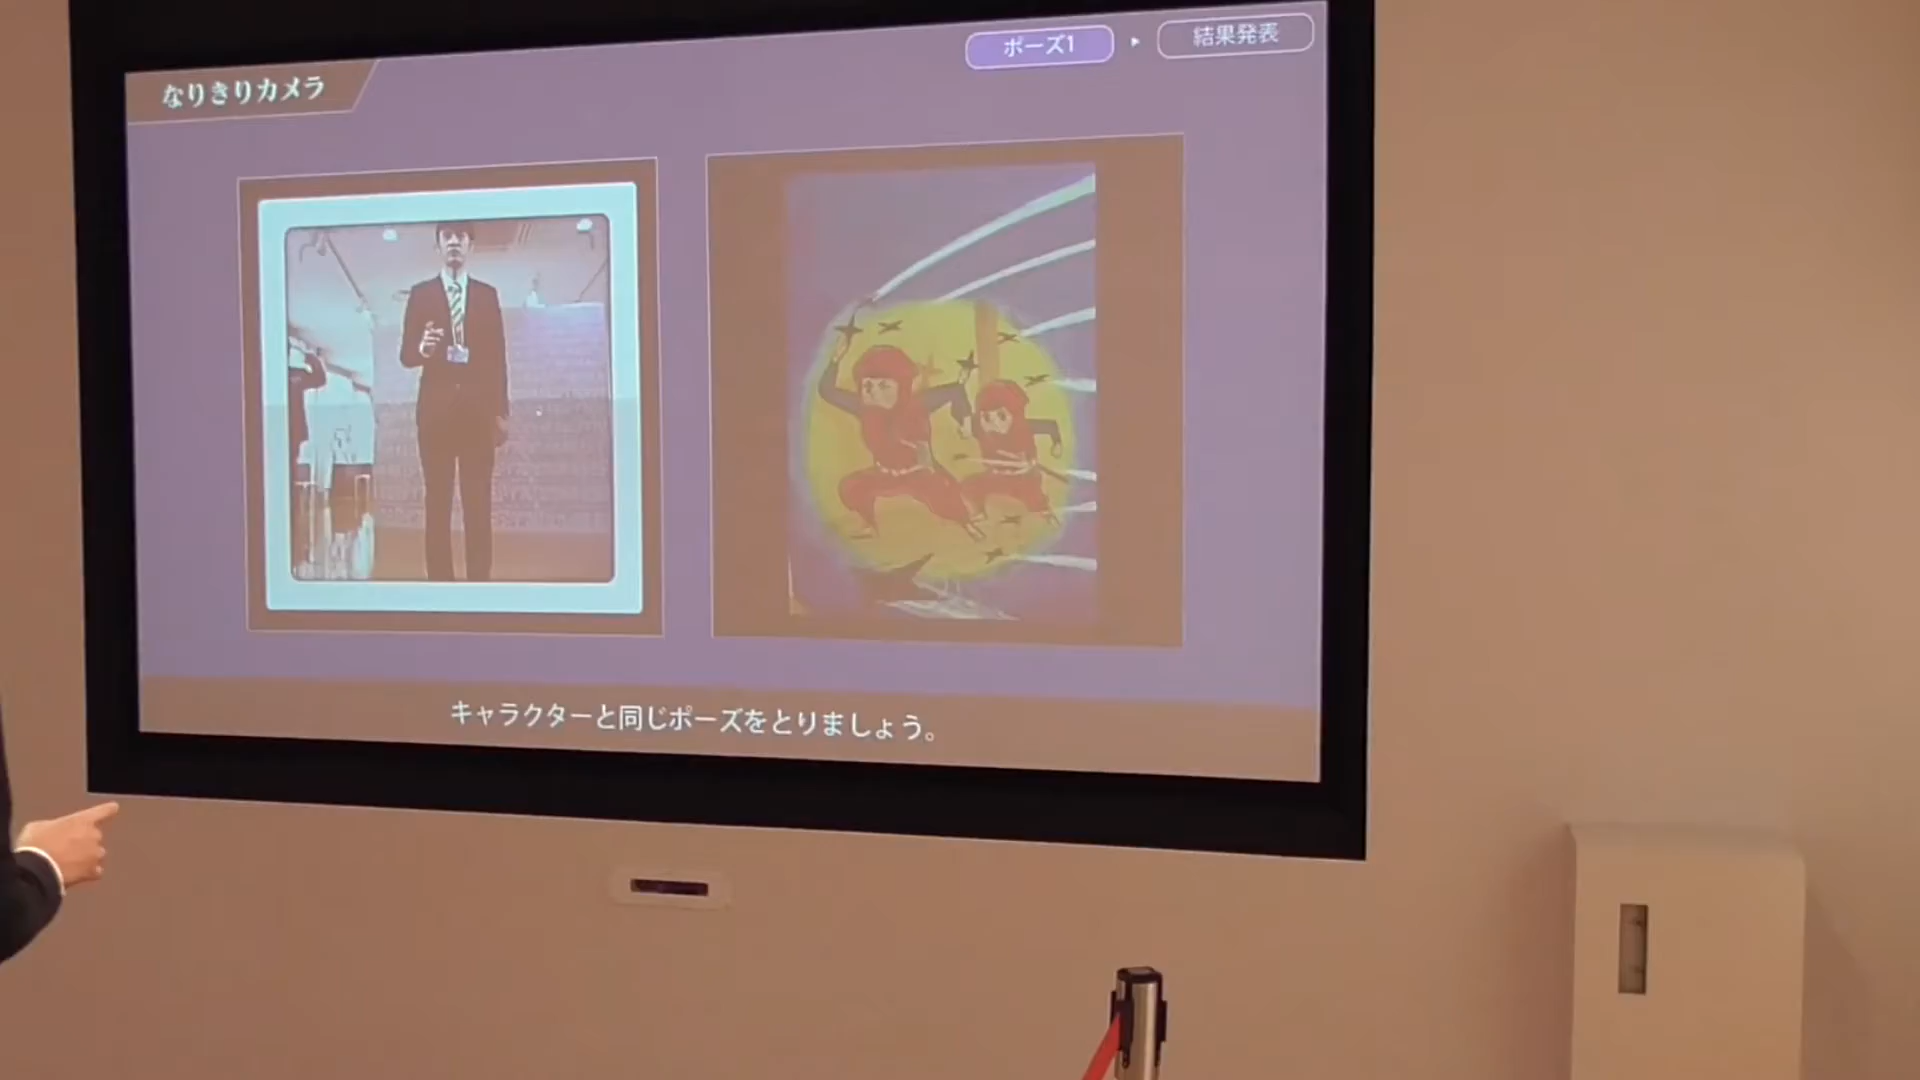 なりきりカメラ
ポーズ1
結果発表
キャラクターと同じポーズをとりましょう。